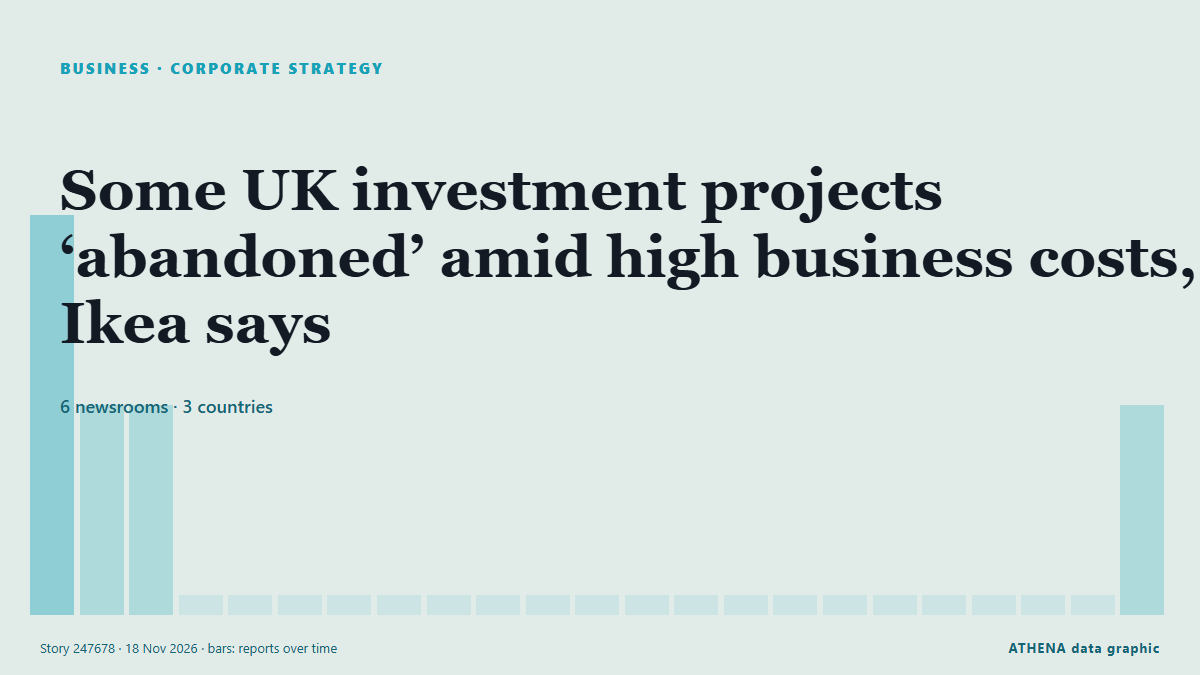 BUSINESS · CORPORATE STRATEGY
Some UK investment projects
‘abandoned’ amid high business costs,
Ikea says
6 newsrooms · 3 countries
Story 247678 · 18 Nov 2026 · bars: reports over time
ATHENA data graphic